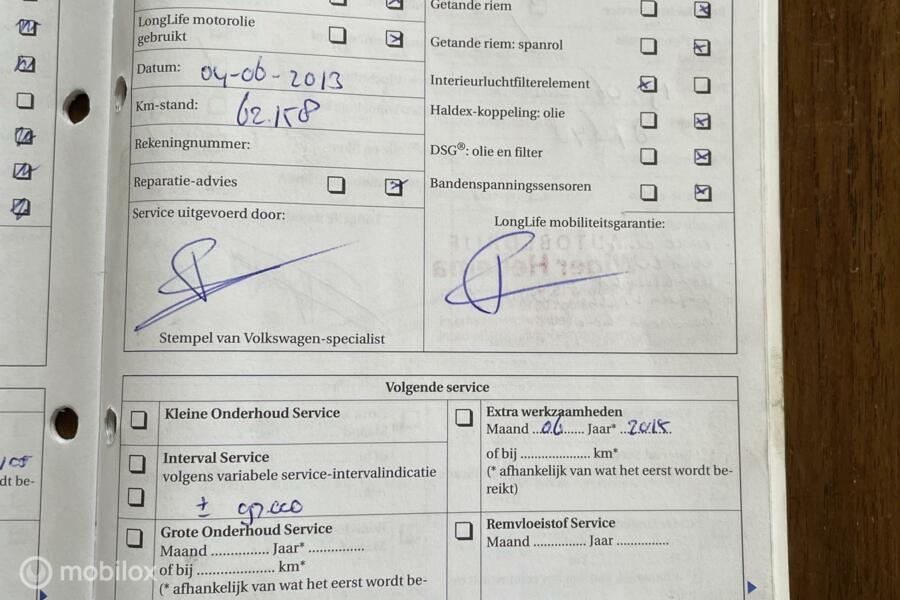 LongLife motorolie
gebruikt
Datum: 04-06-2013
Km-stand: 62.158
Rekeningnummer:
Reparatie-advies
Service uitgevoerd door:
Stempel van Volkswagen-specialist
Getande riem
Getande riem: spanrol
Interieurluchtfilterelement
Haldex-koppeling: olie
DSG®: olie en filter
Bandenspanningssensoren
LongLife mobiliteitsgarantie:
Volgende service
Kleine Onderhoud Service
Interval Service
volgens variabele service-intervalindicatie
±
Grote Onderhoud Service
Maand ............... Jaar* ...............
of bij .................... km*
(* afhankelijk van wat het eerst wordt be-
Extra werkzaamheden
Maand ...06...... Jaar* ..2015.
of bij .................... km*
(* afhankelijk van wat het eerst wordt be-
reikt)
Remvloeistof Service
Maand .............. Jaar ..............
dt be-
mobilox